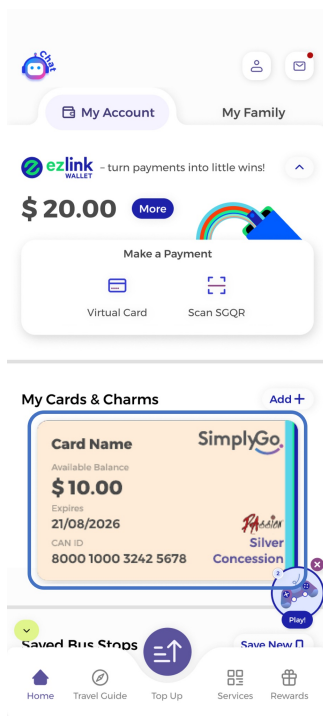 Chat
My Account
My Family
ezlink
WALLET
– turn payments into little wins!
$ 20.00
More
Make a Payment
Virtual Card
Scan SGQR
My Cards & Charms
Add +
Card Name
SimplyGo.
Available Balance
$ 10.00
Expires
21/08/2026
PAssion
CAN ID
Silver
8000 1000 3242 5678
Concession
2
Play!
Saved Bus Stops
Save New
Home
Travel Guide
Top Up
Services
Rewards